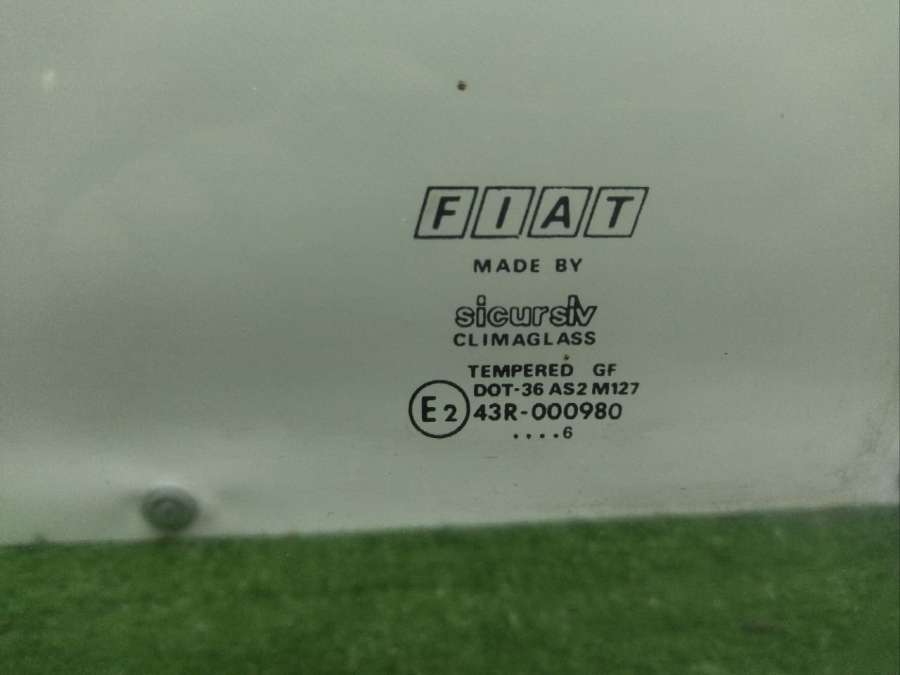 FIAT
MADE BY
sicursiv
CLIMAGLASS
TEMPERED GF
DOT-36 AS2 M127
E2 43R-000980
....6